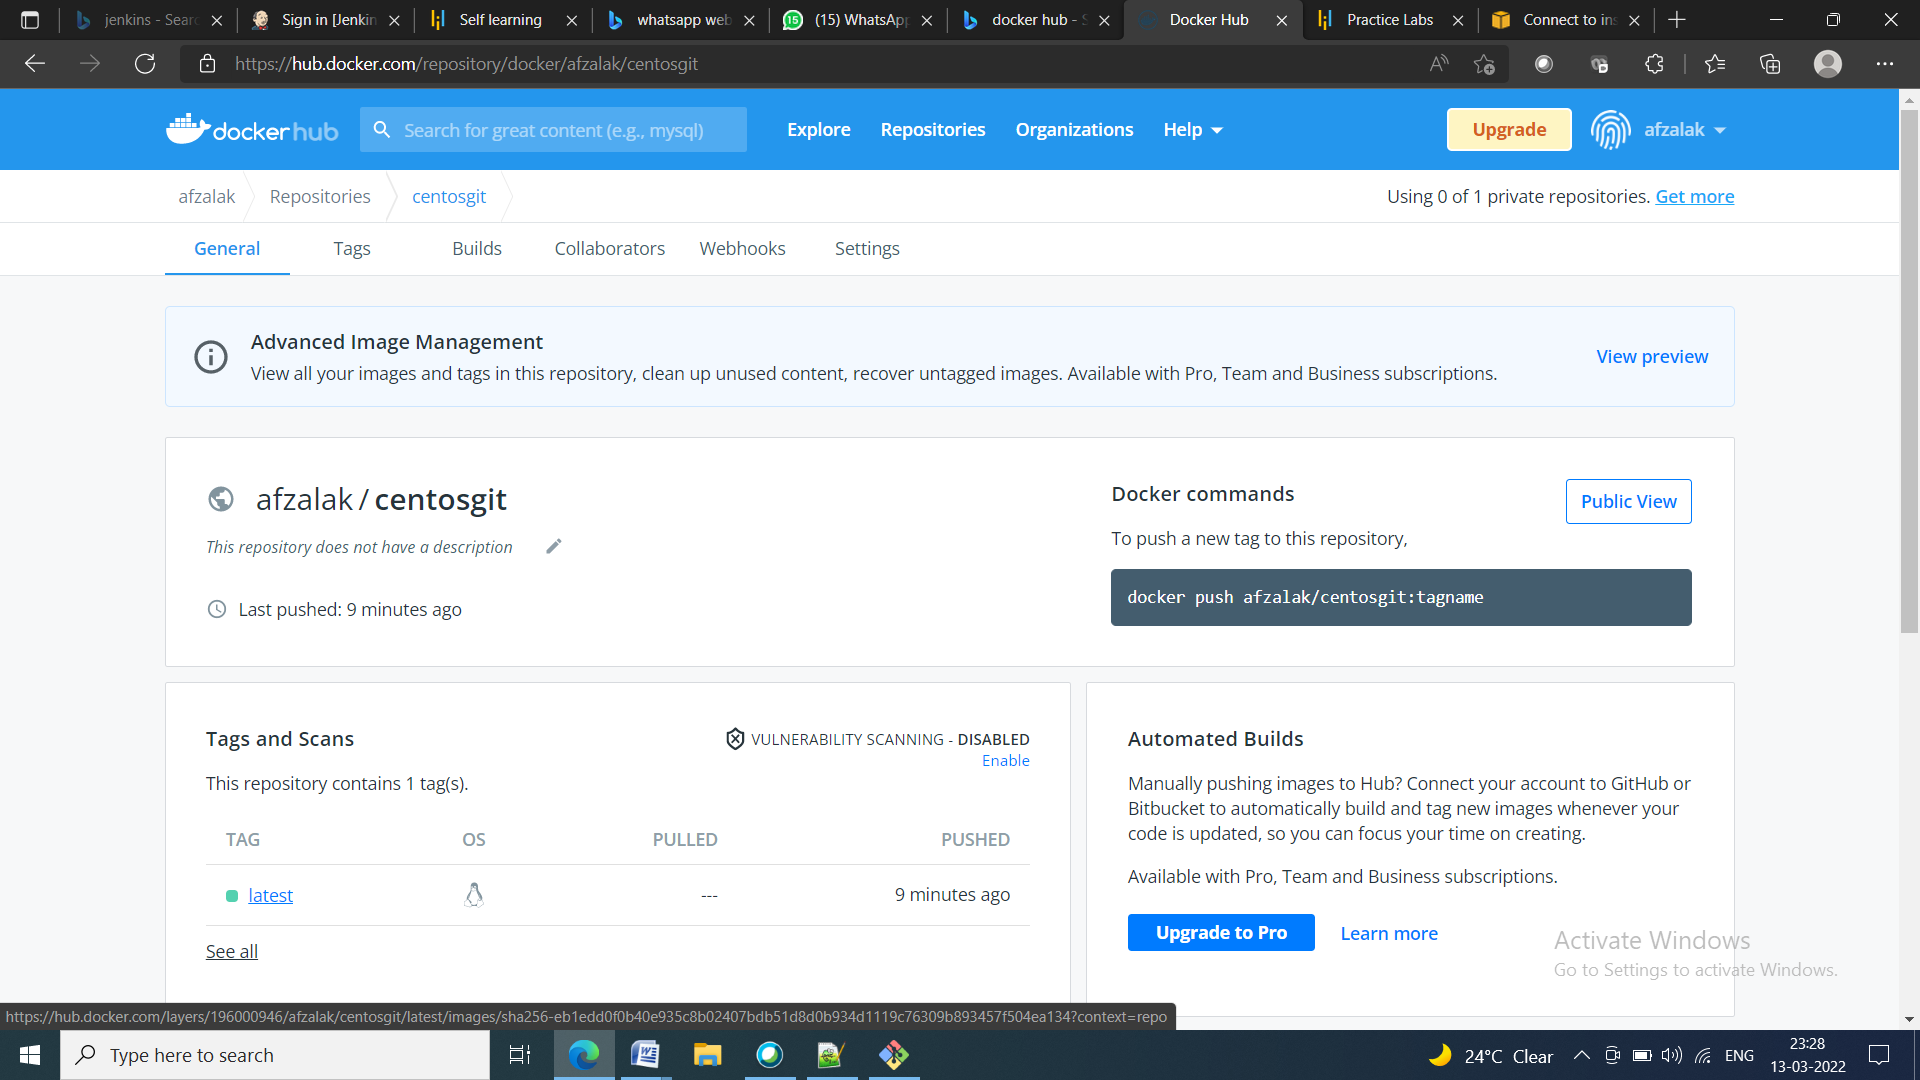 jenkins - Sear
Sign in [Jenkin
Self learning
whatsapp web
(15) WhatsApp
docker hub - S
Docker Hub
Practice Labs
Connect to ins
https://hub.docker.com/repository/docker/afzalak/centosgit
dockerhub
Search for great content (e.g., mysql)
Explore
Repositories
Organizations
Help
Upgrade
afzalak
afzalak
Repositories
centosgit
Using 0 of 1 private repositories. Get more
General
Tags
Builds
Collaborators
Webhooks
Settings
Advanced Image Management
View all your images and tags in this repository, clean up unused content, recover untagged images. Available with Pro, Team and Business subscriptions.
View preview
afzalak / centosgit
This repository does not have a description
Last pushed: 9 minutes ago
Docker commands
Public View
To push a new tag to this repository,
docker push afzalak/centosgit:tagname
Tags and Scans
VULNERABILITY SCANNING - DISABLED
Enable
This repository contains 1 tag(s).
TAG OS PULLED PUSHED
latest --- 9 minutes ago
See all
Automated Builds
Manually pushing images to Hub? Connect your account to GitHub or
Bitbucket to automatically build and tag new images whenever your
code is updated, so you can focus your time on creating.
Available with Pro, Team and Business subscriptions.
Upgrade to Pro
Learn more
Activate Windows
Go to Settings to activate Windows.
https://hub.docker.com/layers/196000946/afzalak/centosgit/latest/images/sha256-eb1edd0f0b40e935c8b02407bdb51d8d0b934d1119c76309b893457f504ea134?context=repo
Type here to search
24°C Clear
ENG
23:28
13-03-2022